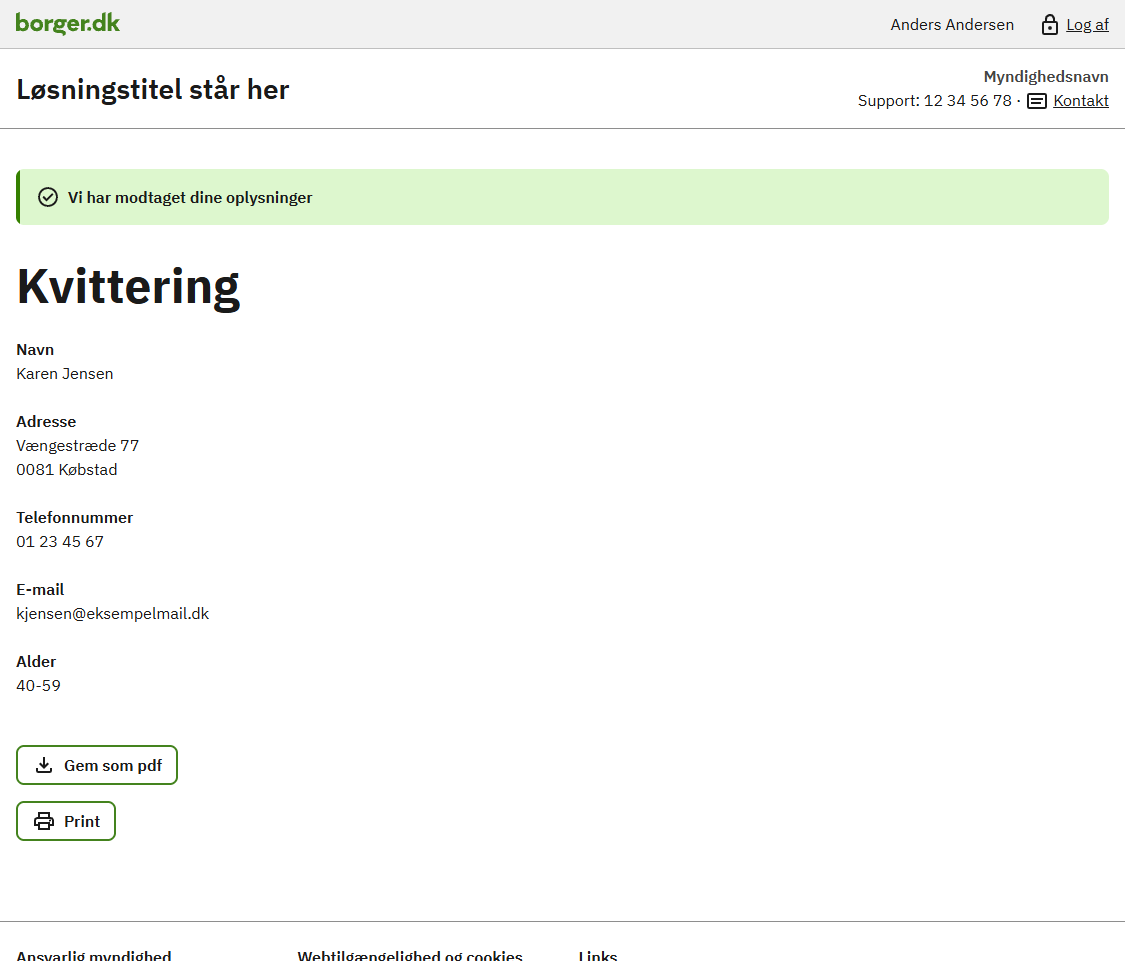 borger.dk
Anders Andersen
Log af
Løsningstitel står her
Myndighedsnavn
Support: 12 34 56 78 · Kontakt
Vi har modtaget dine oplysninger
Kvittering
Navn
Karen Jensen
Adresse
Vængestræde 77
0081 Købstad
Telefonnummer
01 23 45 67
E-mail
kjensen@eksempelmail.dk
Alder
40-59
Gem som pdf
Print
Ansvarlig myndighed
Webtilgængelighed og cookies
Links